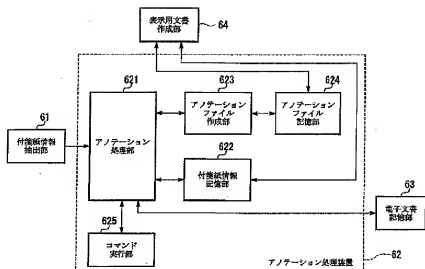 64
表示用文書
作成部
621
アノテーション
処理部
623
アノテーション
ファイル
作成部
624
アノテーション
ファイル
記憶部
61
付箋紙情報
抽出部
622
付箋紙情報
記憶部
63
電子文書
記憶部
625
コマンド
実行部
アノテーション処理装置
62